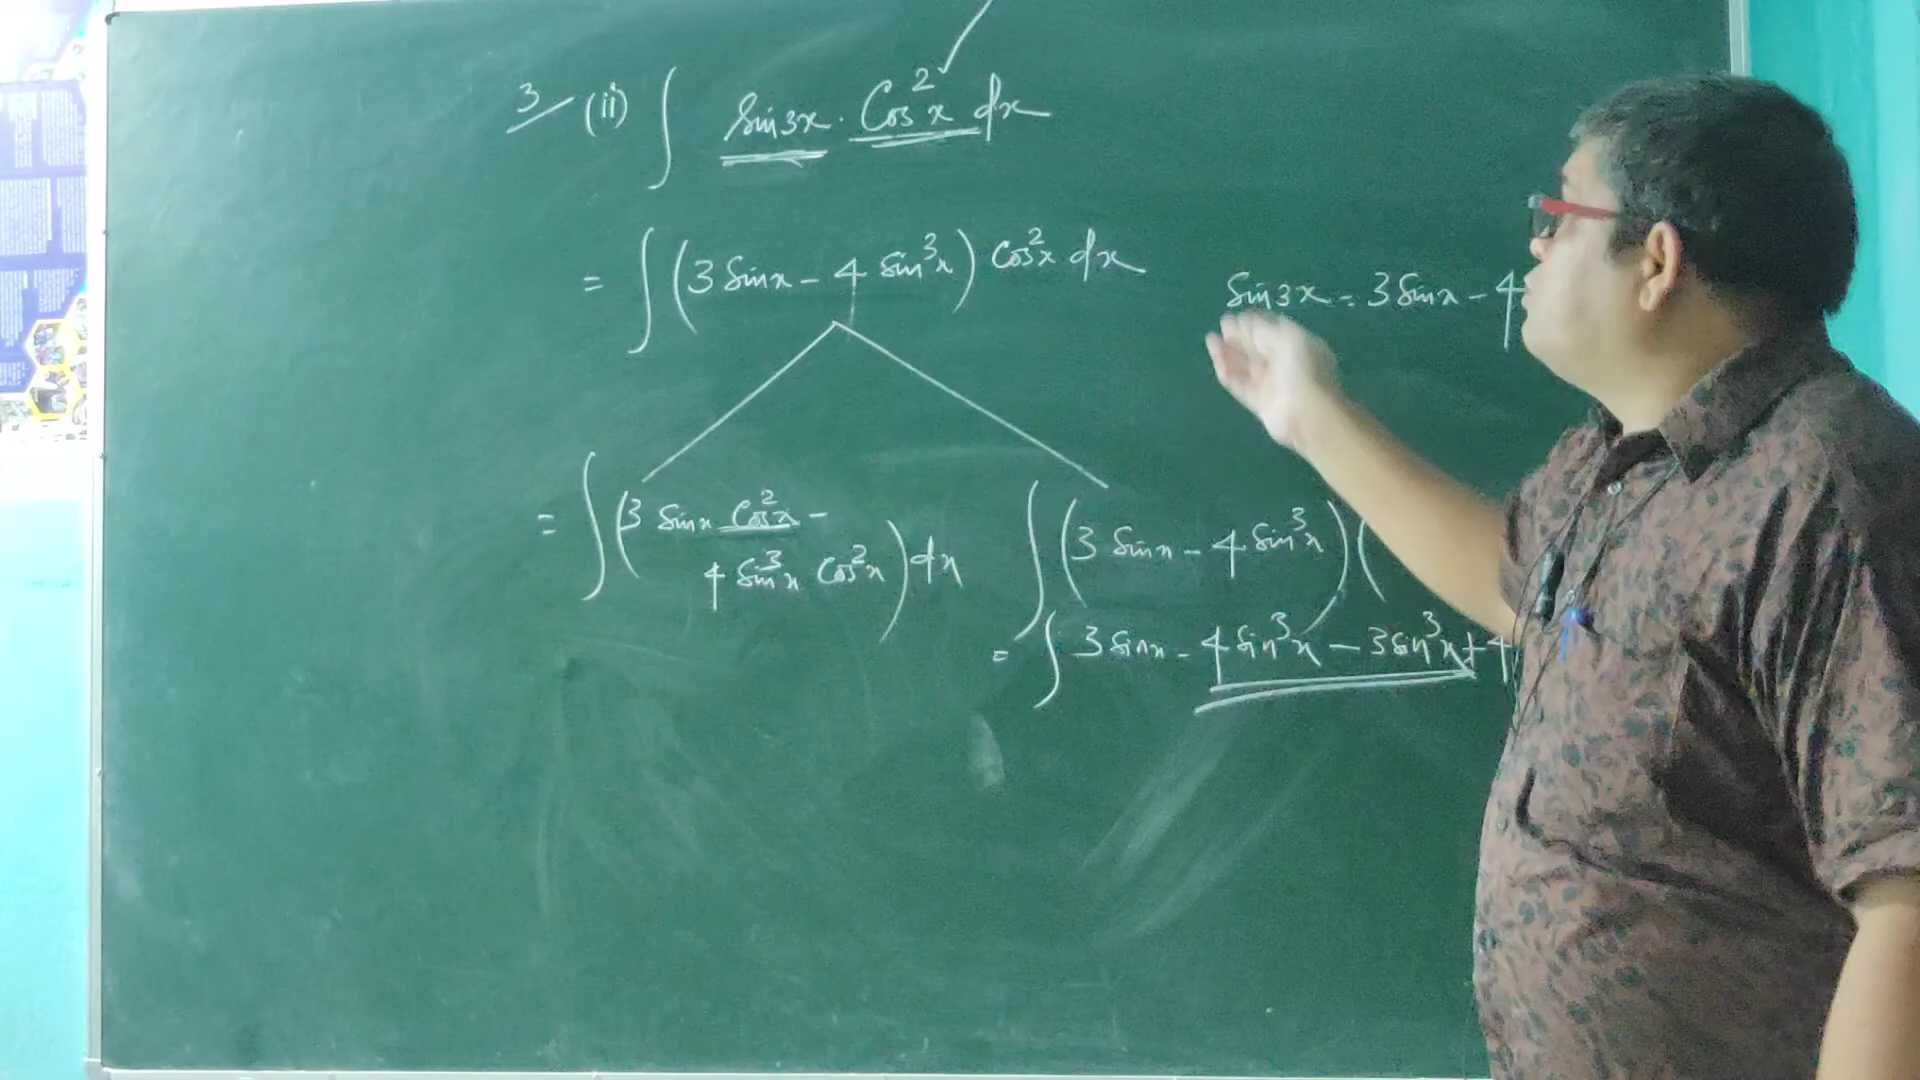 3/ (ii) ∫ Sin3x · Cos²x dx
= ∫ (3 Sinx - 4 Sin³x) Cos²x dx
Sin3x = 3Sinx - 4
= ∫ (3 Sinx Cos²x -
4 Sin³x Cos²x) dx
∫ (3 Sinx - 4 Sin³x) (
= ∫ 3 Sinx - 4 Sin³x - 3Sin³x + 4